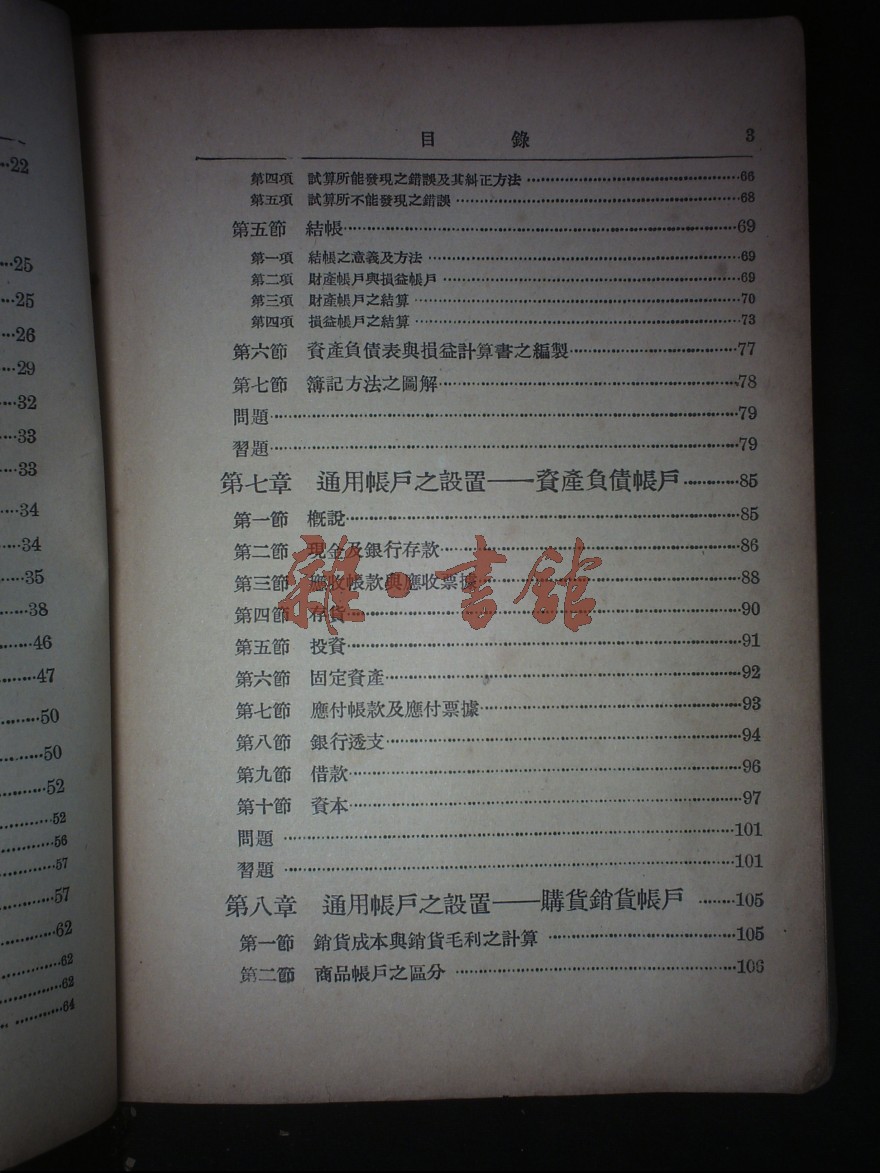 22
25
25
26
29
32
33
33
34
34
35
38
46
47
50
50
52
52
56
57
57
62
62
62
64
目 錄 3
第四項 試算所能發現之錯誤及其糾正方法 66
第五項 試算所不能發現之錯誤 68
第五節 結帳 69
第一項 結帳之意義及方法 69
第二項 財產帳戶與損益帳戶 69
第三項 財產帳戶之結算 70
第四項 損益帳戶之結算 73
第六節 資產負債表與損益計算書之編製 77
第七節 簿記方法之圖解 78
問題 79
習題 79
第七章 通用帳戶之設置——資產負債帳戶 85
第一節 概說 85
第二節 現金及銀行存款 86
第三節 應收帳款與應收票據 88
第四節 存貨 90
第五節 投資 91
第六節 固定資產 92
第七節 應付帳款及應付票據 93
第八節 銀行透支 94
第九節 借款 96
第十節 資本 97
問題 101
習題 101
第八章 通用帳戶之設置——購貨銷貨帳戶 105
第一節 銷貨成本與銷貨毛利之計算 105
第二節 商品帳戶之區分 106
雜·書館